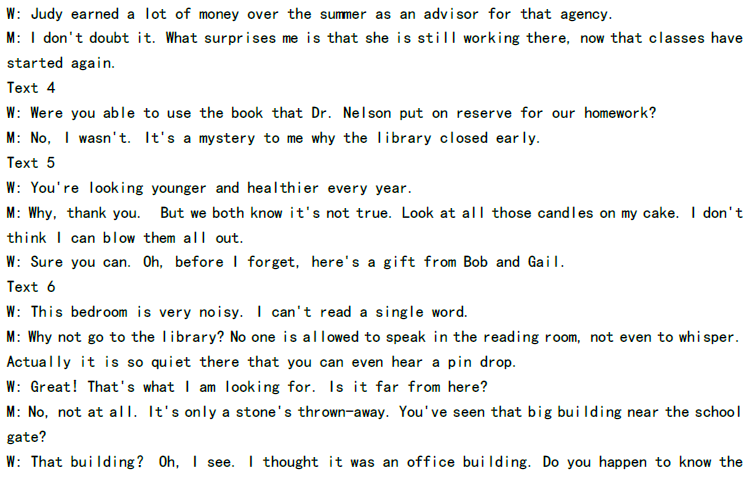 W: Judy earned a lot of money over the summer as an advisor for that agency.
M: I don't doubt it. What surprises me is that she is still working there, now that classes have
started again.
Text 4
W: Were you able to use the book that Dr. Nelson put on reserve for our homework?
M: No, I wasn't. It's a mystery to me why the library closed early.
Text 5
W: You're looking younger and healthier every year.
M: Why, thank you.  But we both know it's not true. Look at all those candles on my cake. I don't
think I can blow them all out.
W: Sure you can. Oh, before I forget, here's a gift from Bob and Gail.
Text 6
W: This bedroom is very noisy. I can't read a single word.
M: Why not go to the library? No one is allowed to speak in the reading room, not even to whisper.
Actually it is so quiet there that you can even hear a pin drop.
W: Great! That's what I am looking for. Is it far from here?
M: No, not at all. It's only a stone's thrown-away. You've seen that big building near the school
gate?
W: That building?  Oh, I see. I thought it was an office building. Do you happen to know the